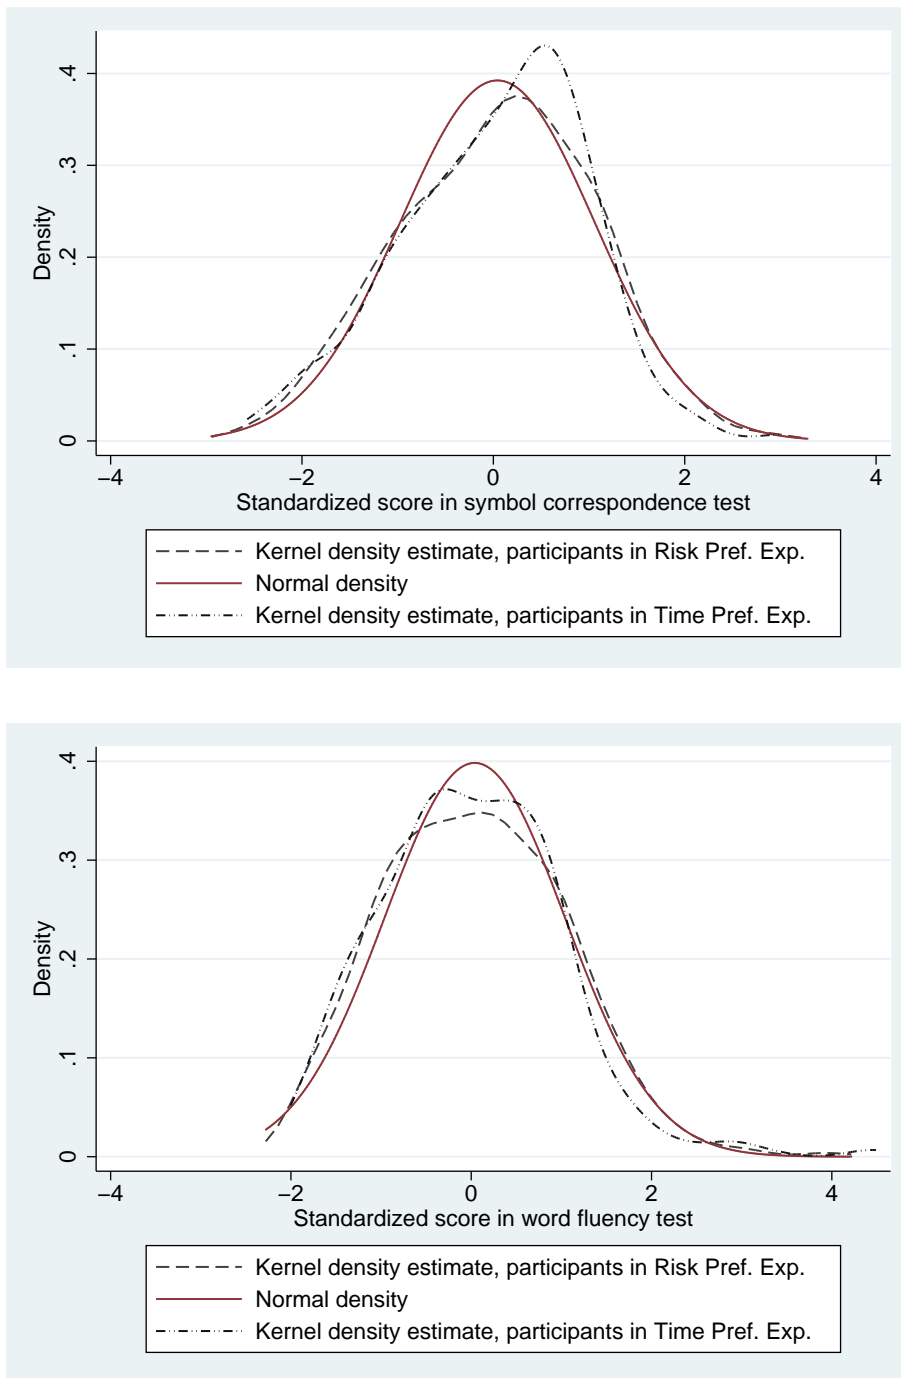 .4
.3
.2
.1
0
Density
−4
−2
0
2
4
Standardized score in symbol correspondence test
Kernel density estimate, participants in Risk Pref. Exp.
Normal density
Kernel density estimate, participants in Time Pref. Exp.
.4
.3
.2
.1
0
Density
−4
−2
0
2
4
Standardized score in word fluency test
Kernel density estimate, participants in Risk Pref. Exp.
Normal density
Kernel density estimate, participants in Time Pref. Exp.